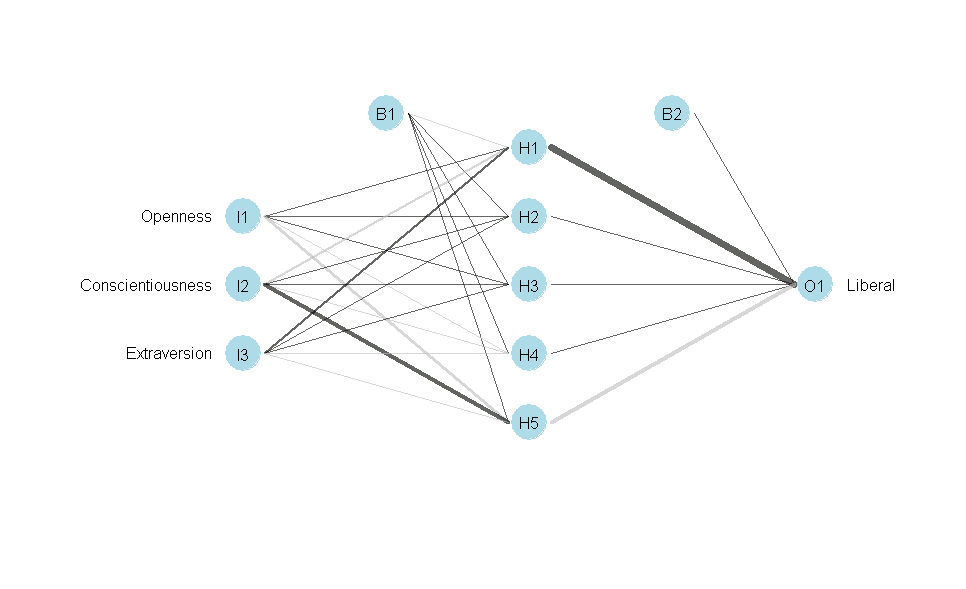 B1
B2
H1
Openness
I1
H2
Conscientiousness
I2
H3
O1
Liberal
Extraversion
I3
H4
H5